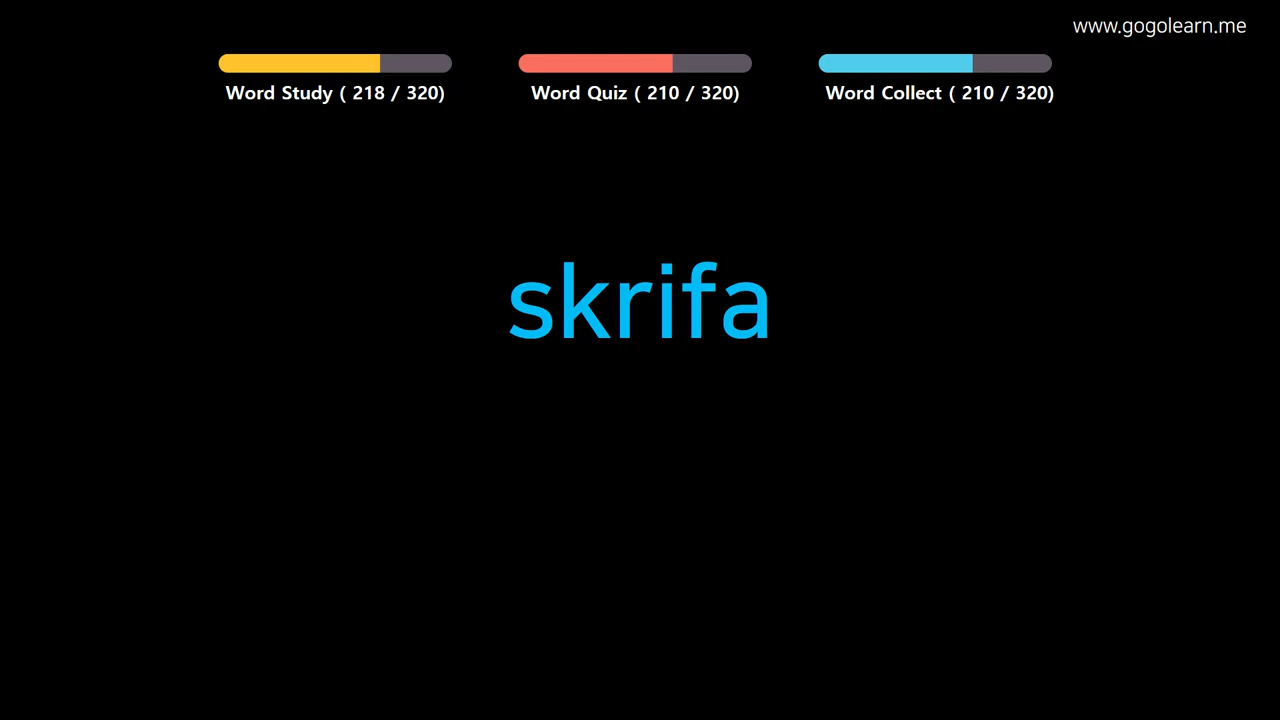 www.gogolearn.me
Word Study ( 218 / 320)
Word Quiz ( 210 / 320)
Word Collect ( 210 / 320)
skrifa